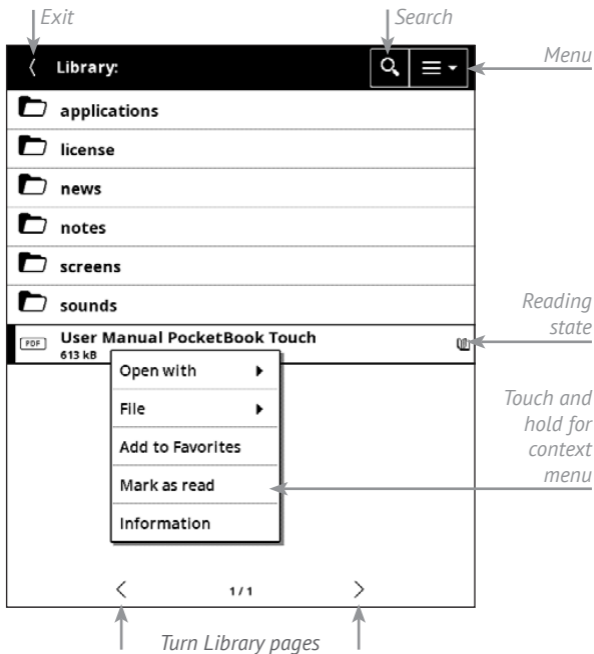 Exit
Search
Library:
Menu
applications
license
news
notes
screens
Reading
state
sounds
PDF
User Manual PocketBook Touch
613 kB
Open with
File
Touch and
hold for
context
menu
Add to Favorites
Mark as read
Information
1/1
Turn Library pages